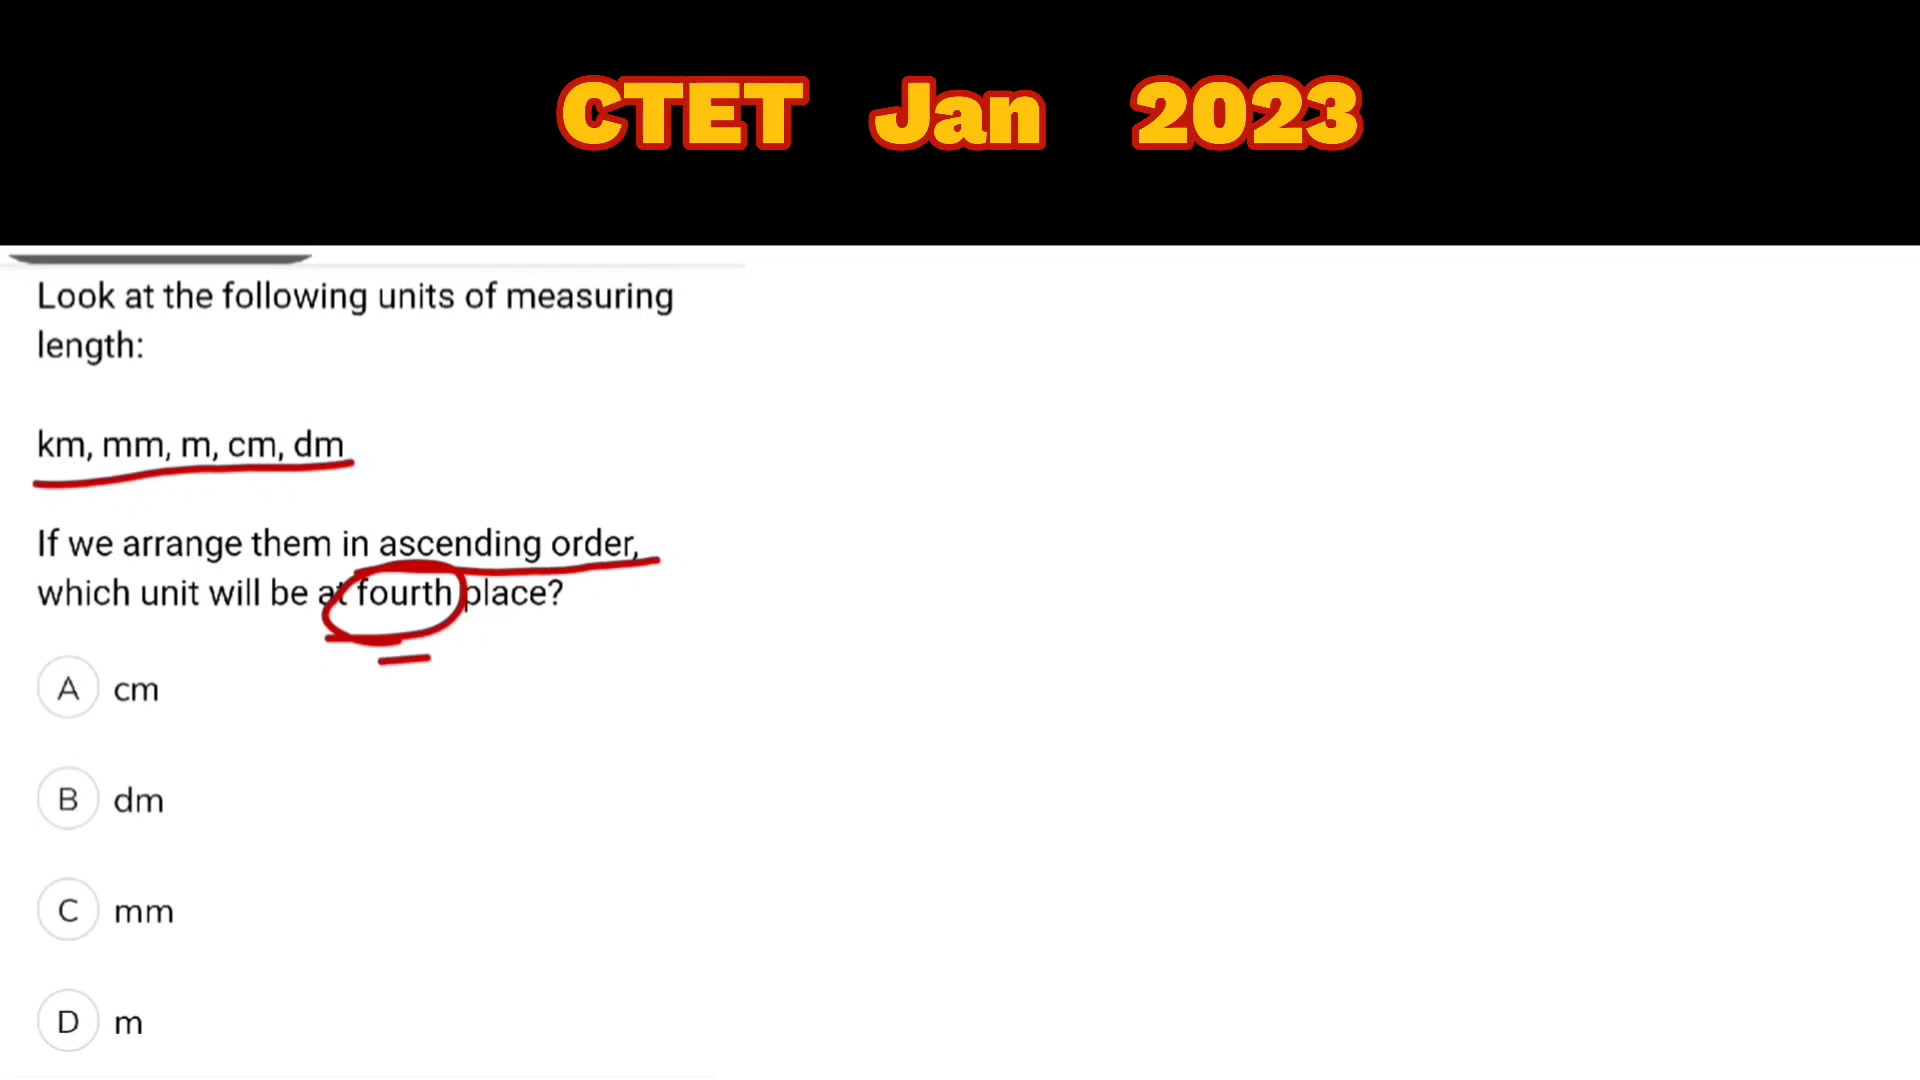 CTET Jan 2023
Look at the following units of measuring
length:
km, mm, m, cm, dm
If we arrange them in ascending order,
which unit will be at fourth place?
A cm
B dm
C mm
D m